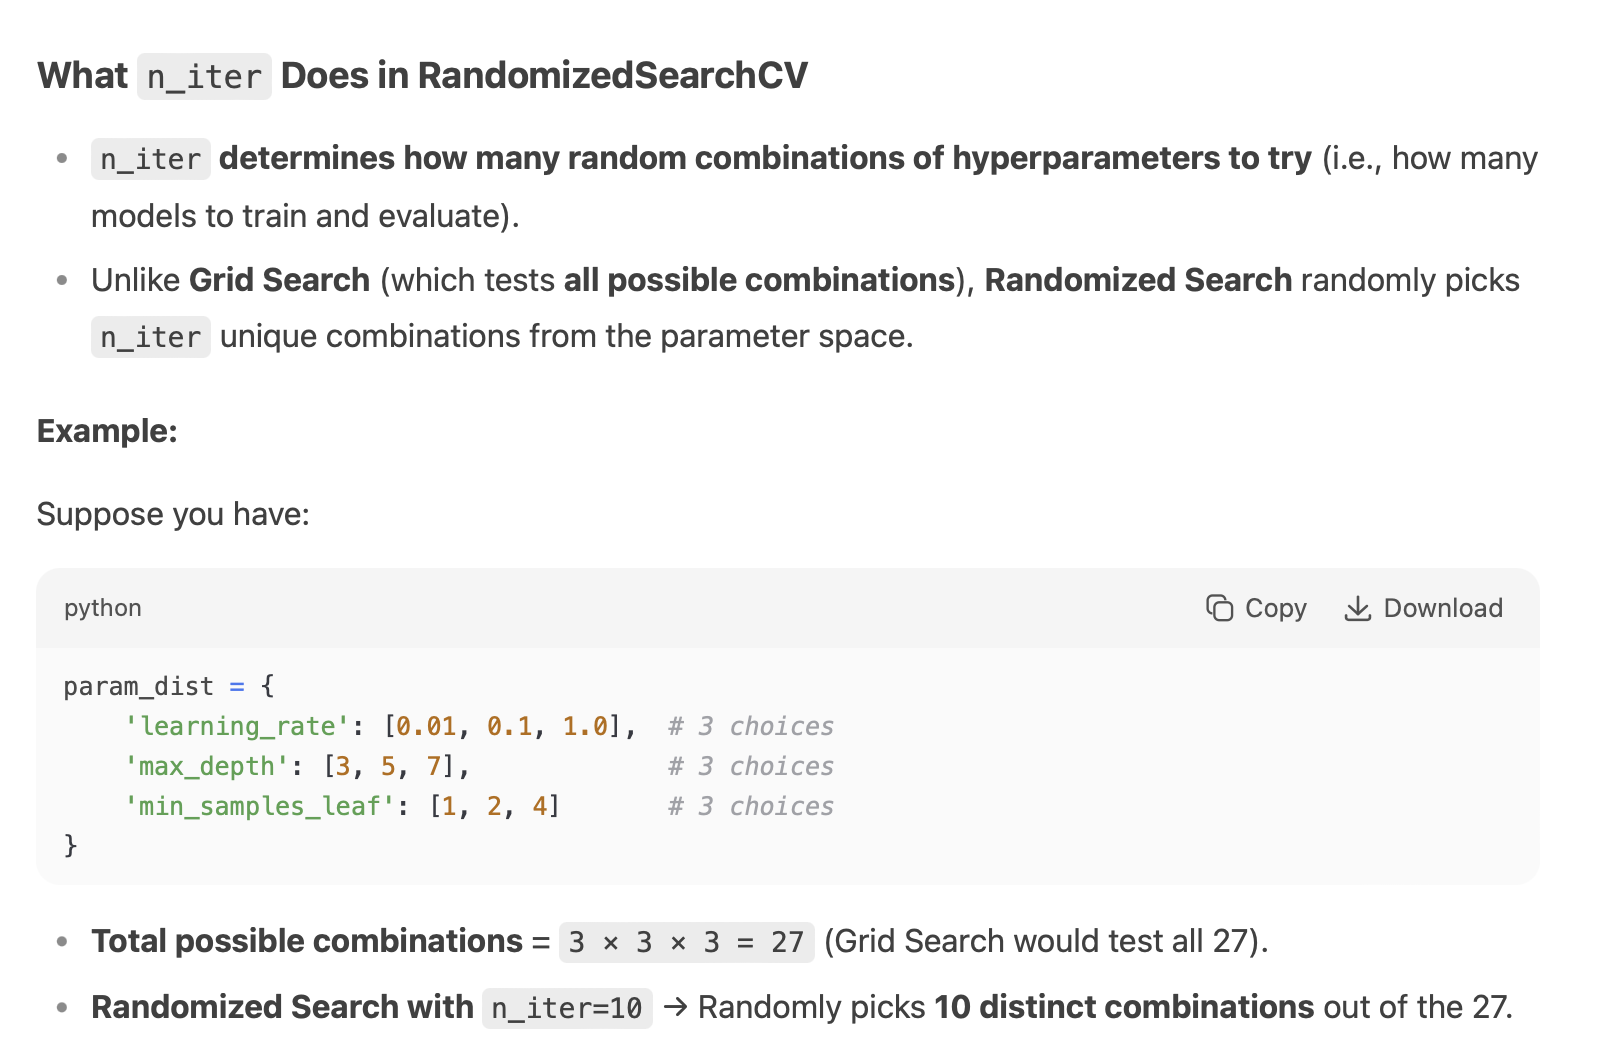 What n_iter Does in RandomizedSearchCV
• n_iter determines how many random combinations of hyperparameters to try (i.e., how many
models to train and evaluate).
• Unlike Grid Search (which tests all possible combinations), Randomized Search randomly picks
n_iter unique combinations from the parameter space.
Example:
Suppose you have:
python Copy Download
param_dist = {
    'learning_rate': [0.01, 0.1, 1.0],  # 3 choices
    'max_depth': [3, 5, 7],             # 3 choices
    'min_samples_leaf': [1, 2, 4]       # 3 choices
}
• Total possible combinations = 3 × 3 × 3 = 27 (Grid Search would test all 27).
• Randomized Search with n_iter=10 → Randomly picks 10 distinct combinations out of the 27.